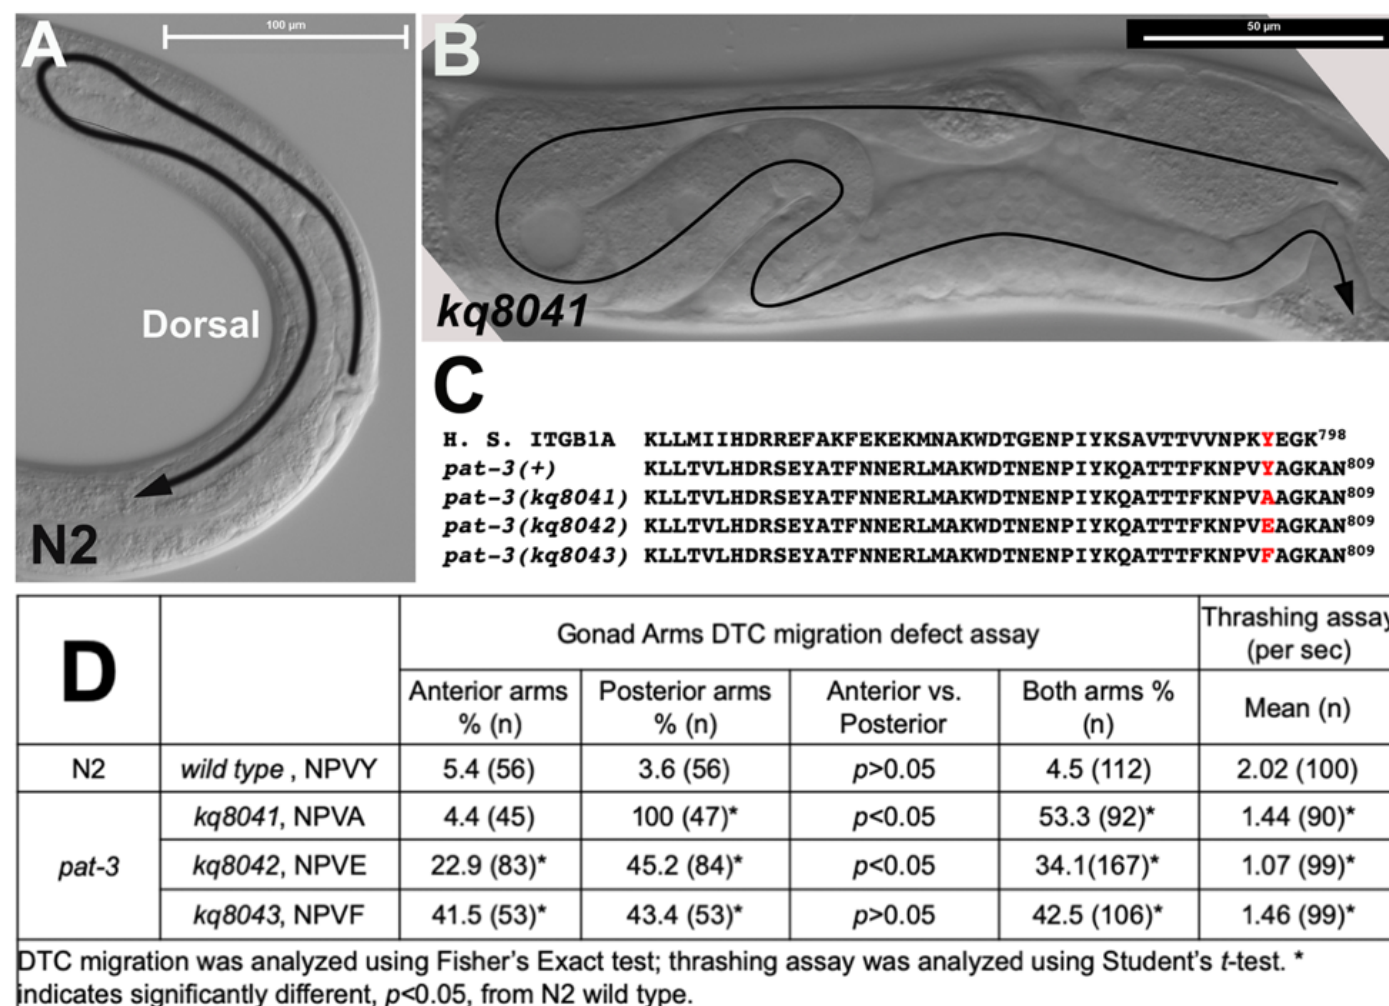 A
100 µm
Dorsal
N2
B
50 µm
kq8041
C
H. S. ITGB1A KLLMIIHDRREFAKFEKEKMNAKWDTGENPIYKSAVTTVVNPKYEGK798
pat-3(+) KLLTVLHDRSEYATFNNERLMAKWDTNENPIYKQATTTFKNPVYAGKAN809
pat-3(kq8041) KLLTVLHDRSEYATFNNERLMAKWDTNENPIYKQATTTFKNPVAAGKAN809
pat-3(kq8042) KLLTVLHDRSEYATFNNERLMAKWDTNENPIYKQATTTFKNPVEAGKAN809
pat-3(kq8043) KLLTVLHDRSEYATFNNERLMAKWDTNENPIYKQATTTFKNPVFAGKAN809
D
Gonad Arms DTC migration defect assay
Thrashing assay
(per sec)
Anterior arms
% (n)
Posterior arms
% (n)
Anterior vs.
Posterior
Both arms %
(n)
Mean (n)
N2 wild type , NPVY 5.4 (56) 3.6 (56) p>0.05 4.5 (112) 2.02 (100)
pat-3
kq8041, NPVA 4.4 (45) 100 (47)* p<0.05 53.3 (92)* 1.44 (90)*
kq8042, NPVE 22.9 (83)* 45.2 (84)* p<0.05 34.1(167)* 1.07 (99)*
kq8043, NPVF 41.5 (53)* 43.4 (53)* p>0.05 42.5 (106)* 1.46 (99)*
DTC migration was analyzed using Fisher's Exact test; thrashing assay was analyzed using Student's t-test. *
indicates significantly different, p<0.05, from N2 wild type.